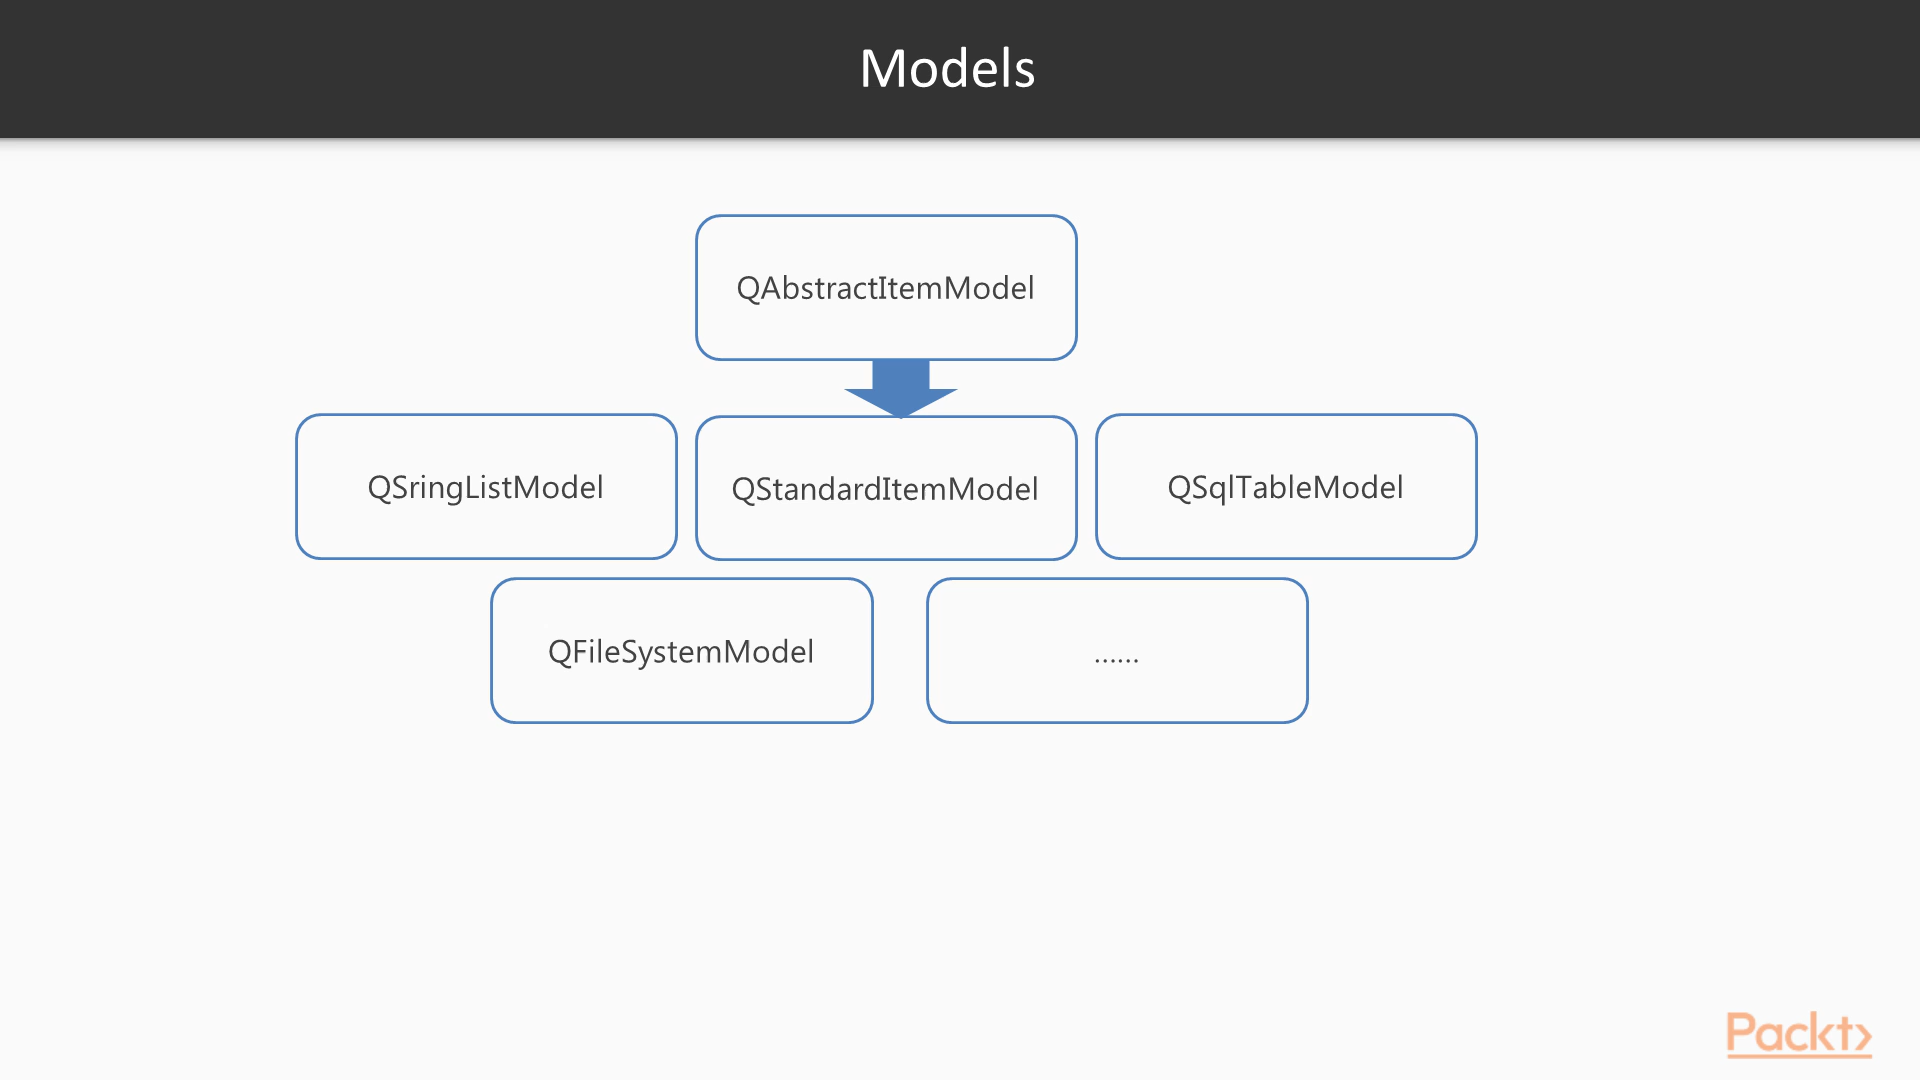 Models
QAbstractItemModel
QSringListModel
QStandardItemModel
QSqlTableModel
QFileSystemModel
......
Packt>